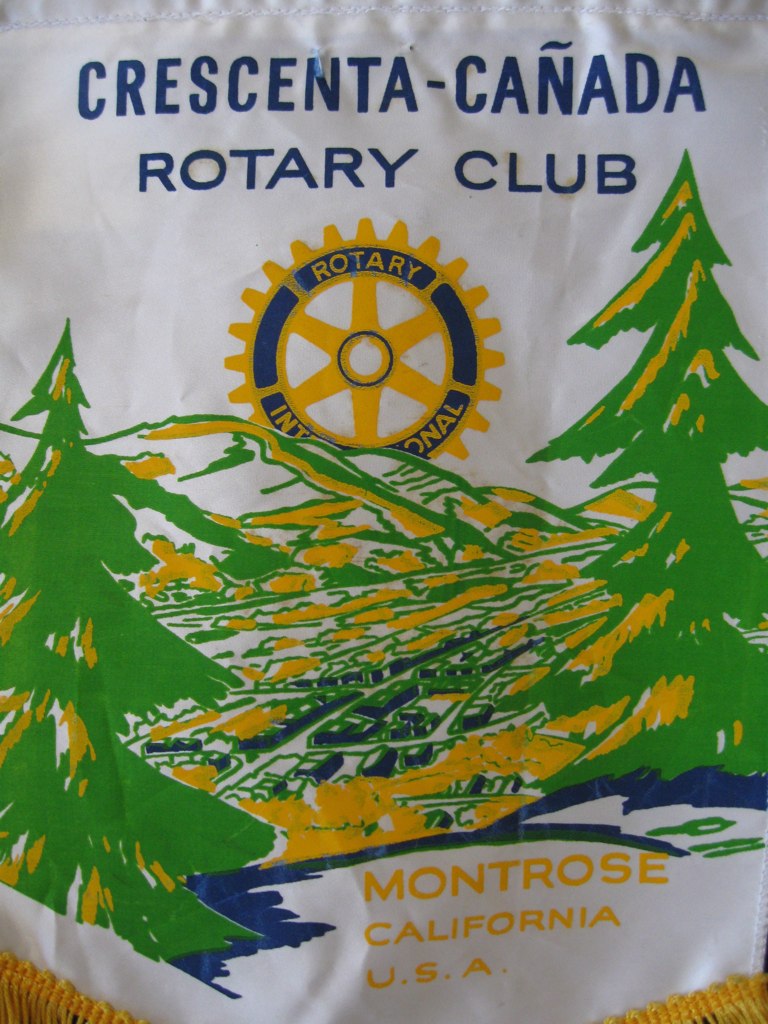 CRESCENTA-CAÑADA
ROTARY CLUB
ROTARY
MONTROSE
CALIFORNIA
U.S.A.